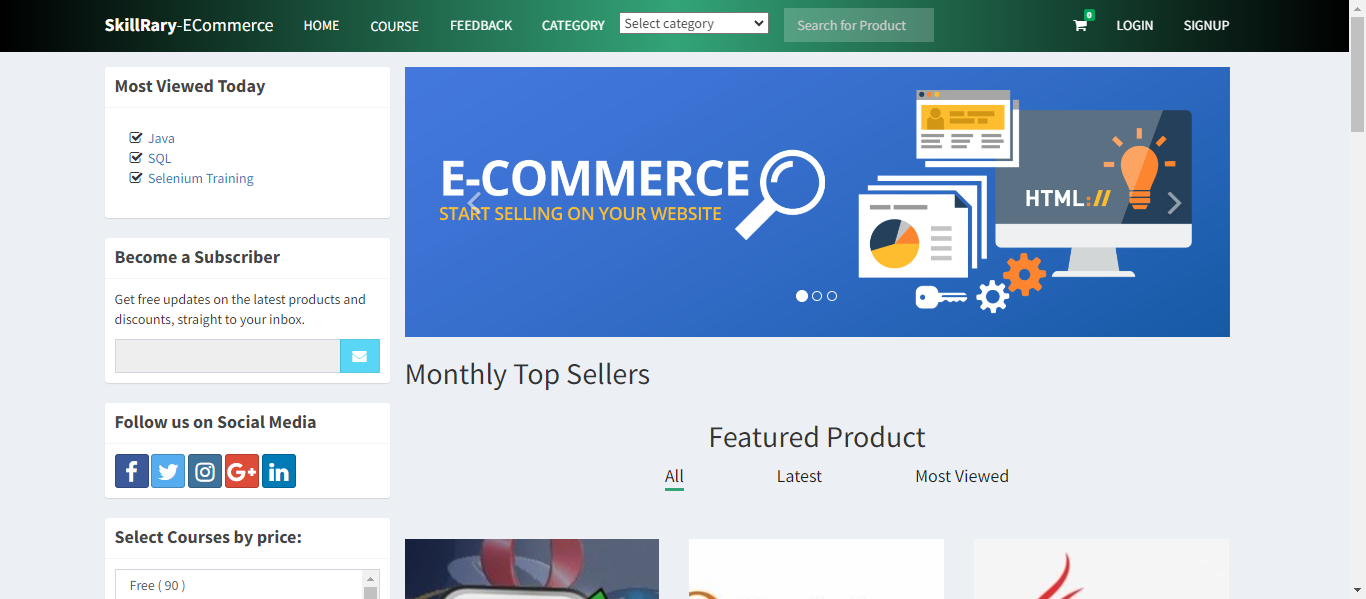 SkillRary-ECommerce
HOME
COURSE
FEEDBACK
CATEGORY
Select category
Search for Product
0
LOGIN
SIGNUP
Most Viewed Today
Java
SQL
Selenium Training
Become a Subscriber
Get free updates on the latest products and
discounts, straight to your inbox.
Follow us on Social Media
f
G+
in
Select Courses by price:
Free ( 90 )
E-COMMERCE
START SELLING ON YOUR WEBSITE
HTML://
Monthly Top Sellers
Featured Product
All
Latest
Most Viewed